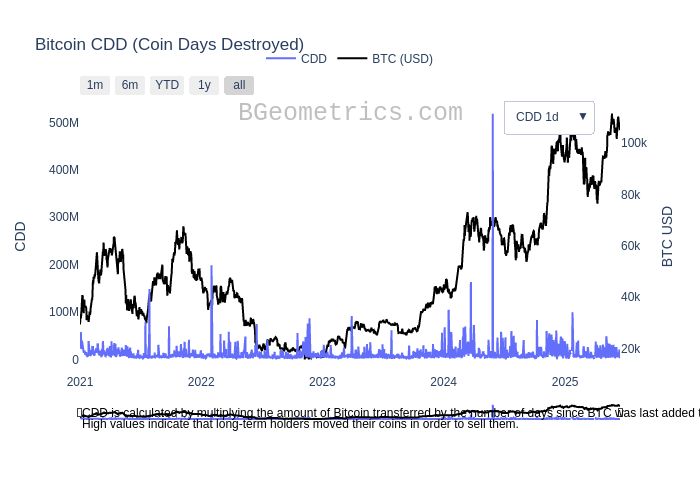 Bitcoin CDD (Coin Days Destroyed)
CDD BTC (USD)
1m 6m YTD 1y all
BGeometrics.com
CDD 1d ▼
500M
400M
300M
200M
100M
0
CDD
100k
80k
60k
40k
20k
BTC USD
2021 2022 2023 2024 2025
CDD is calculated by multiplying the amount of Bitcoin transferred by the number of days since BTC was last added t
High values indicate that long-term holders moved their coins in order to sell them.